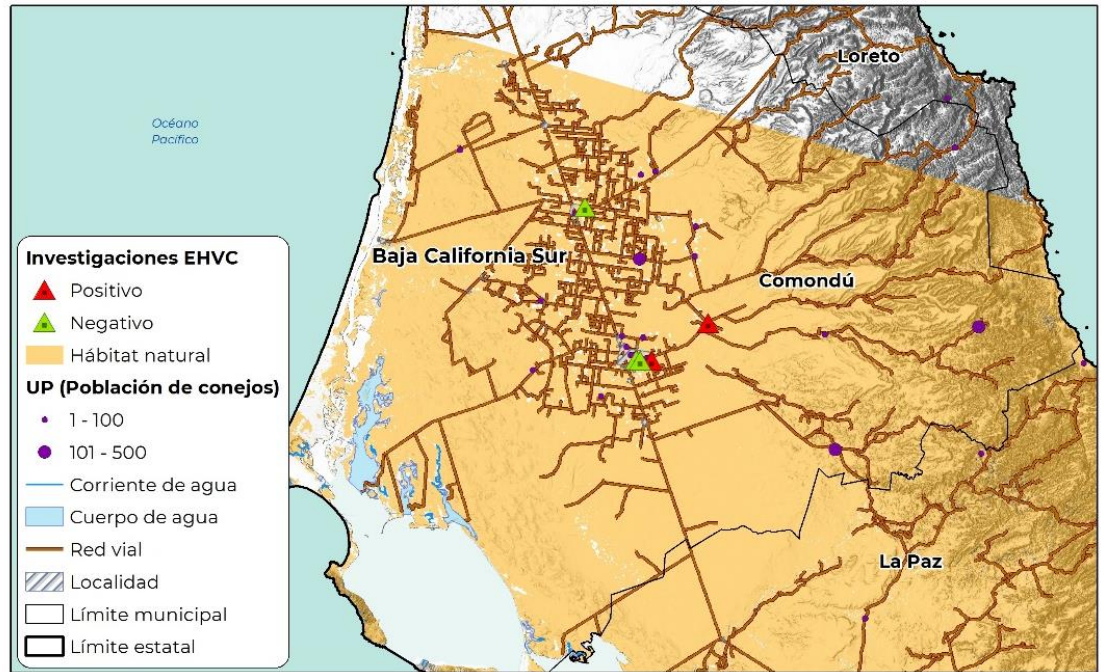 Loreto
Océano
Pacífico
Baja California Sur
Comondú
La Paz
Investigaciones EHVC
Positivo
Negativo
Hábitat natural
UP (Población de conejos)
1 - 100
101 - 500
Corriente de agua
Cuerpo de agua
Red vial
Localidad
Límite municipal
Límite estatal